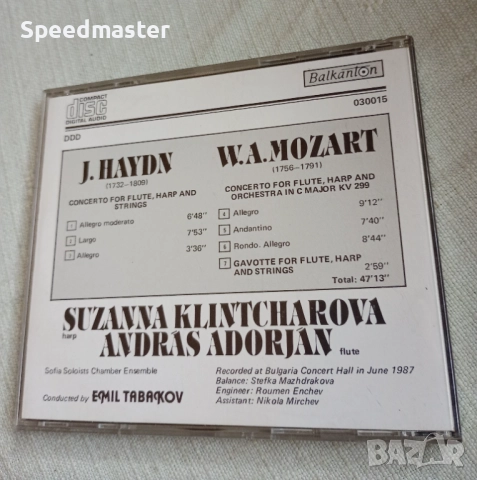 Speedmaster
COMPACT
disc
DIGITAL AUDIO
Balkanton
DDD
030015
J. HAYDN
(1732–1809)
CONCERTO FOR FLUTE, HARP AND
STRINGS
1 Allegro moderato 6'48''
2 Largo 7'53''
3 Allegro 3'36''
W.A. MOZART
(1756–1791)
CONCERTO FOR FLUTE, HARP AND
ORCHESTRA IN C MAJOR KV 299
4 Allegro 9'12''
5 Andantino 7'40''
6 Rondo. Allegro 8'44''
7 GAVOTTE FOR FLUTE, HARP
AND STRINGS 2'59''
Total: 47'13''
SUZANNA KLINTCHAROVA
harp
ANDRÁS ADORJÁN
flute
Sofia Soloists Chamber Ensemble
Conducted by EMIL TABAKOV
Recorded at Bulgaria Concert Hall in June 1987
Balance: Stefka Mazhdrakova
Engineer: Roumen Enchev
Assistant: Nikola Mirchev
BAZAR
bg